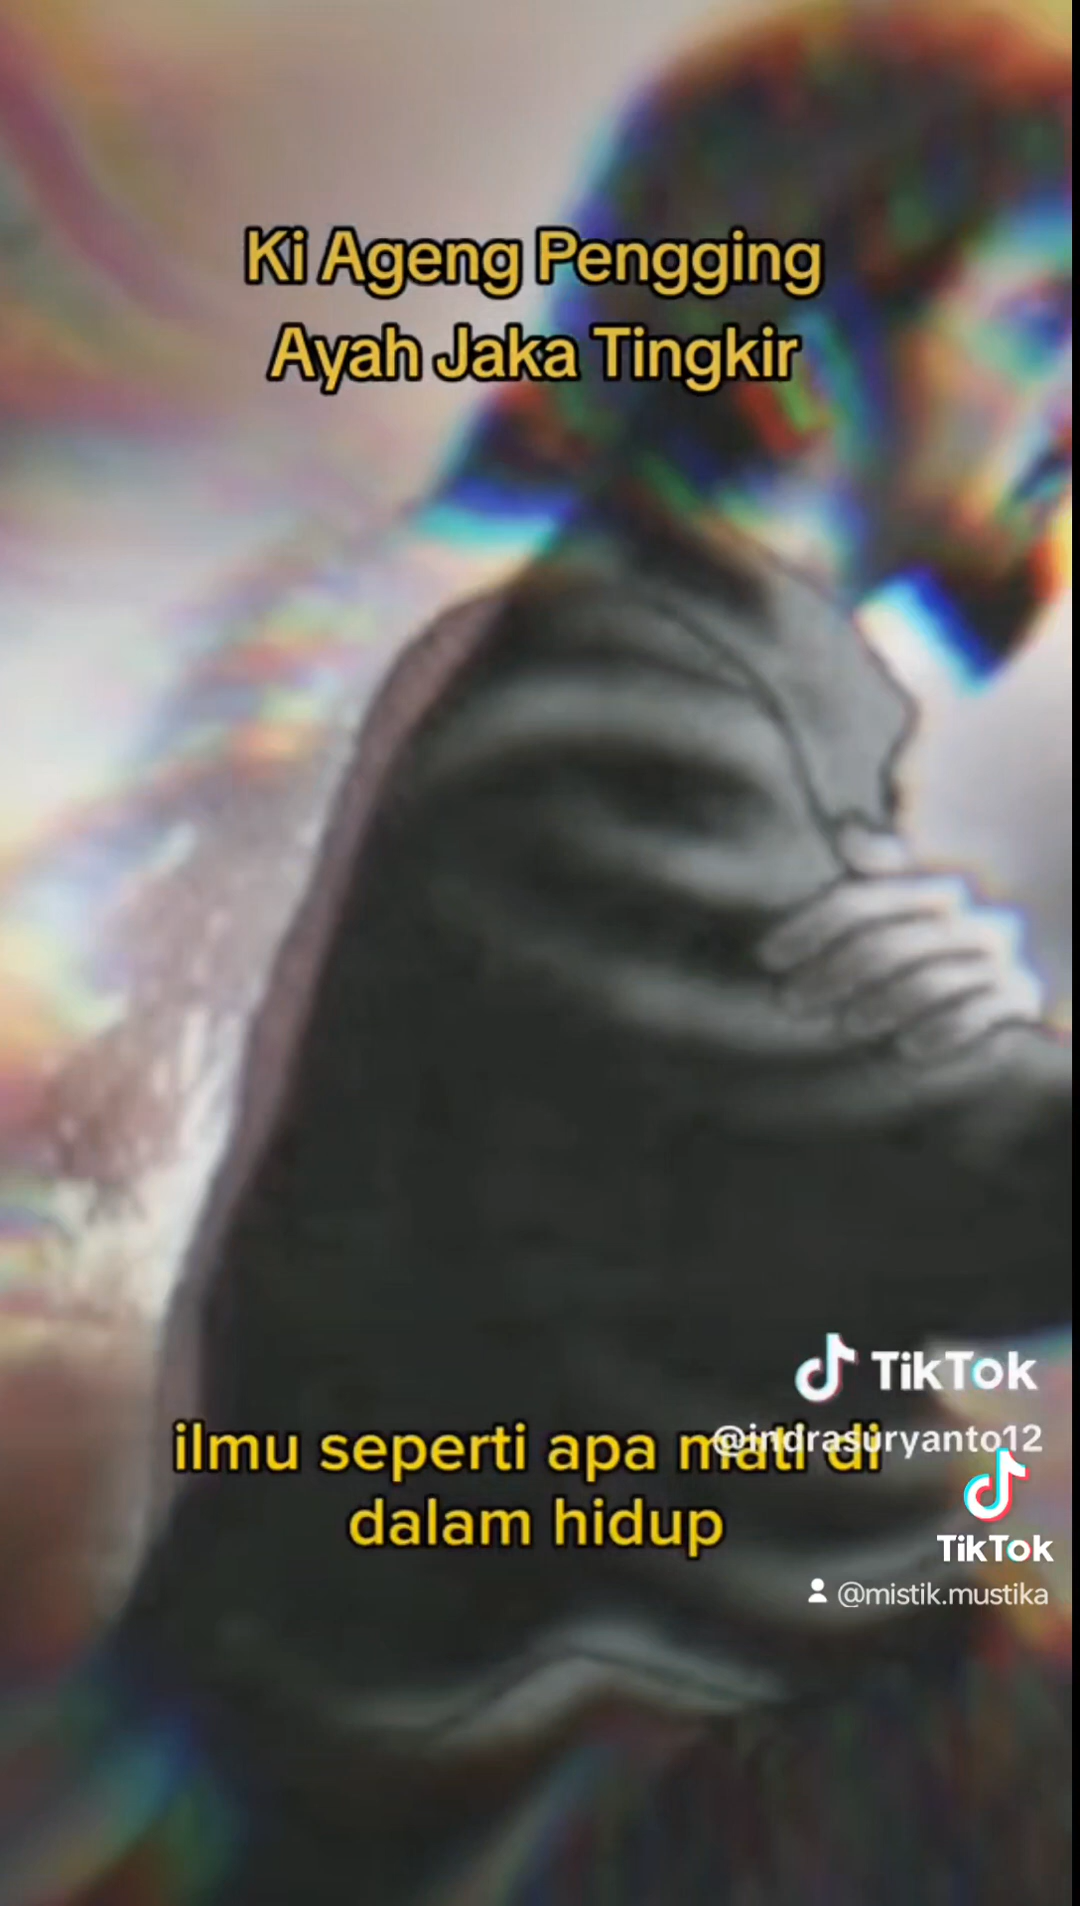 Ki Ageng Pengging
Ayah Jaka Tingkir
TikTok
@indrasuryanto12
ilmu seperti apa mati di
dalam hidup
TikTok
@mistik.mustika